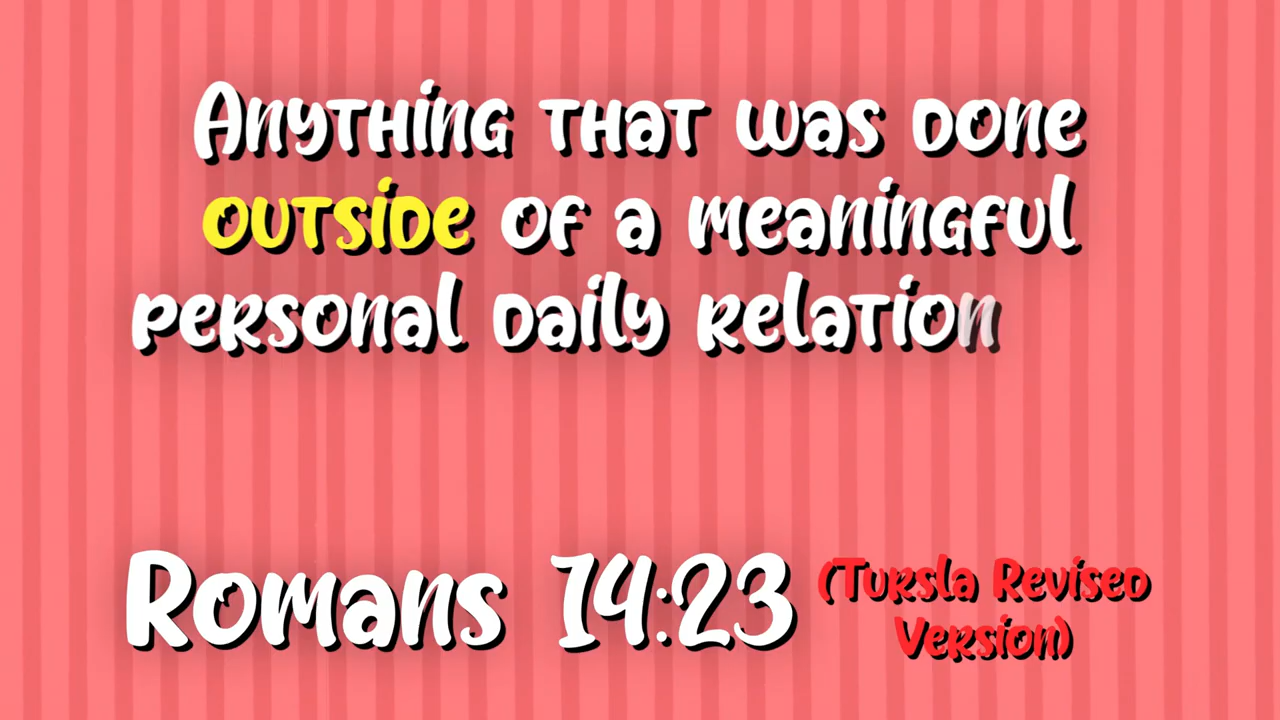 Anything that was done
outside of a meaningful
personal daily relation
Romans 14:23 (Tursla Revised
Version)